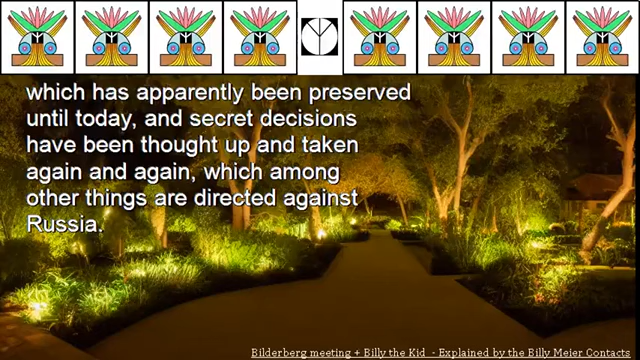 which has apparently been preserved
until today, and secret decisions
have been thought up and taken
again and again, which among
other things are directed against
Russia.
Bilderberg meeting + Billy the Kid - Explained by the Billy Meier Contacts